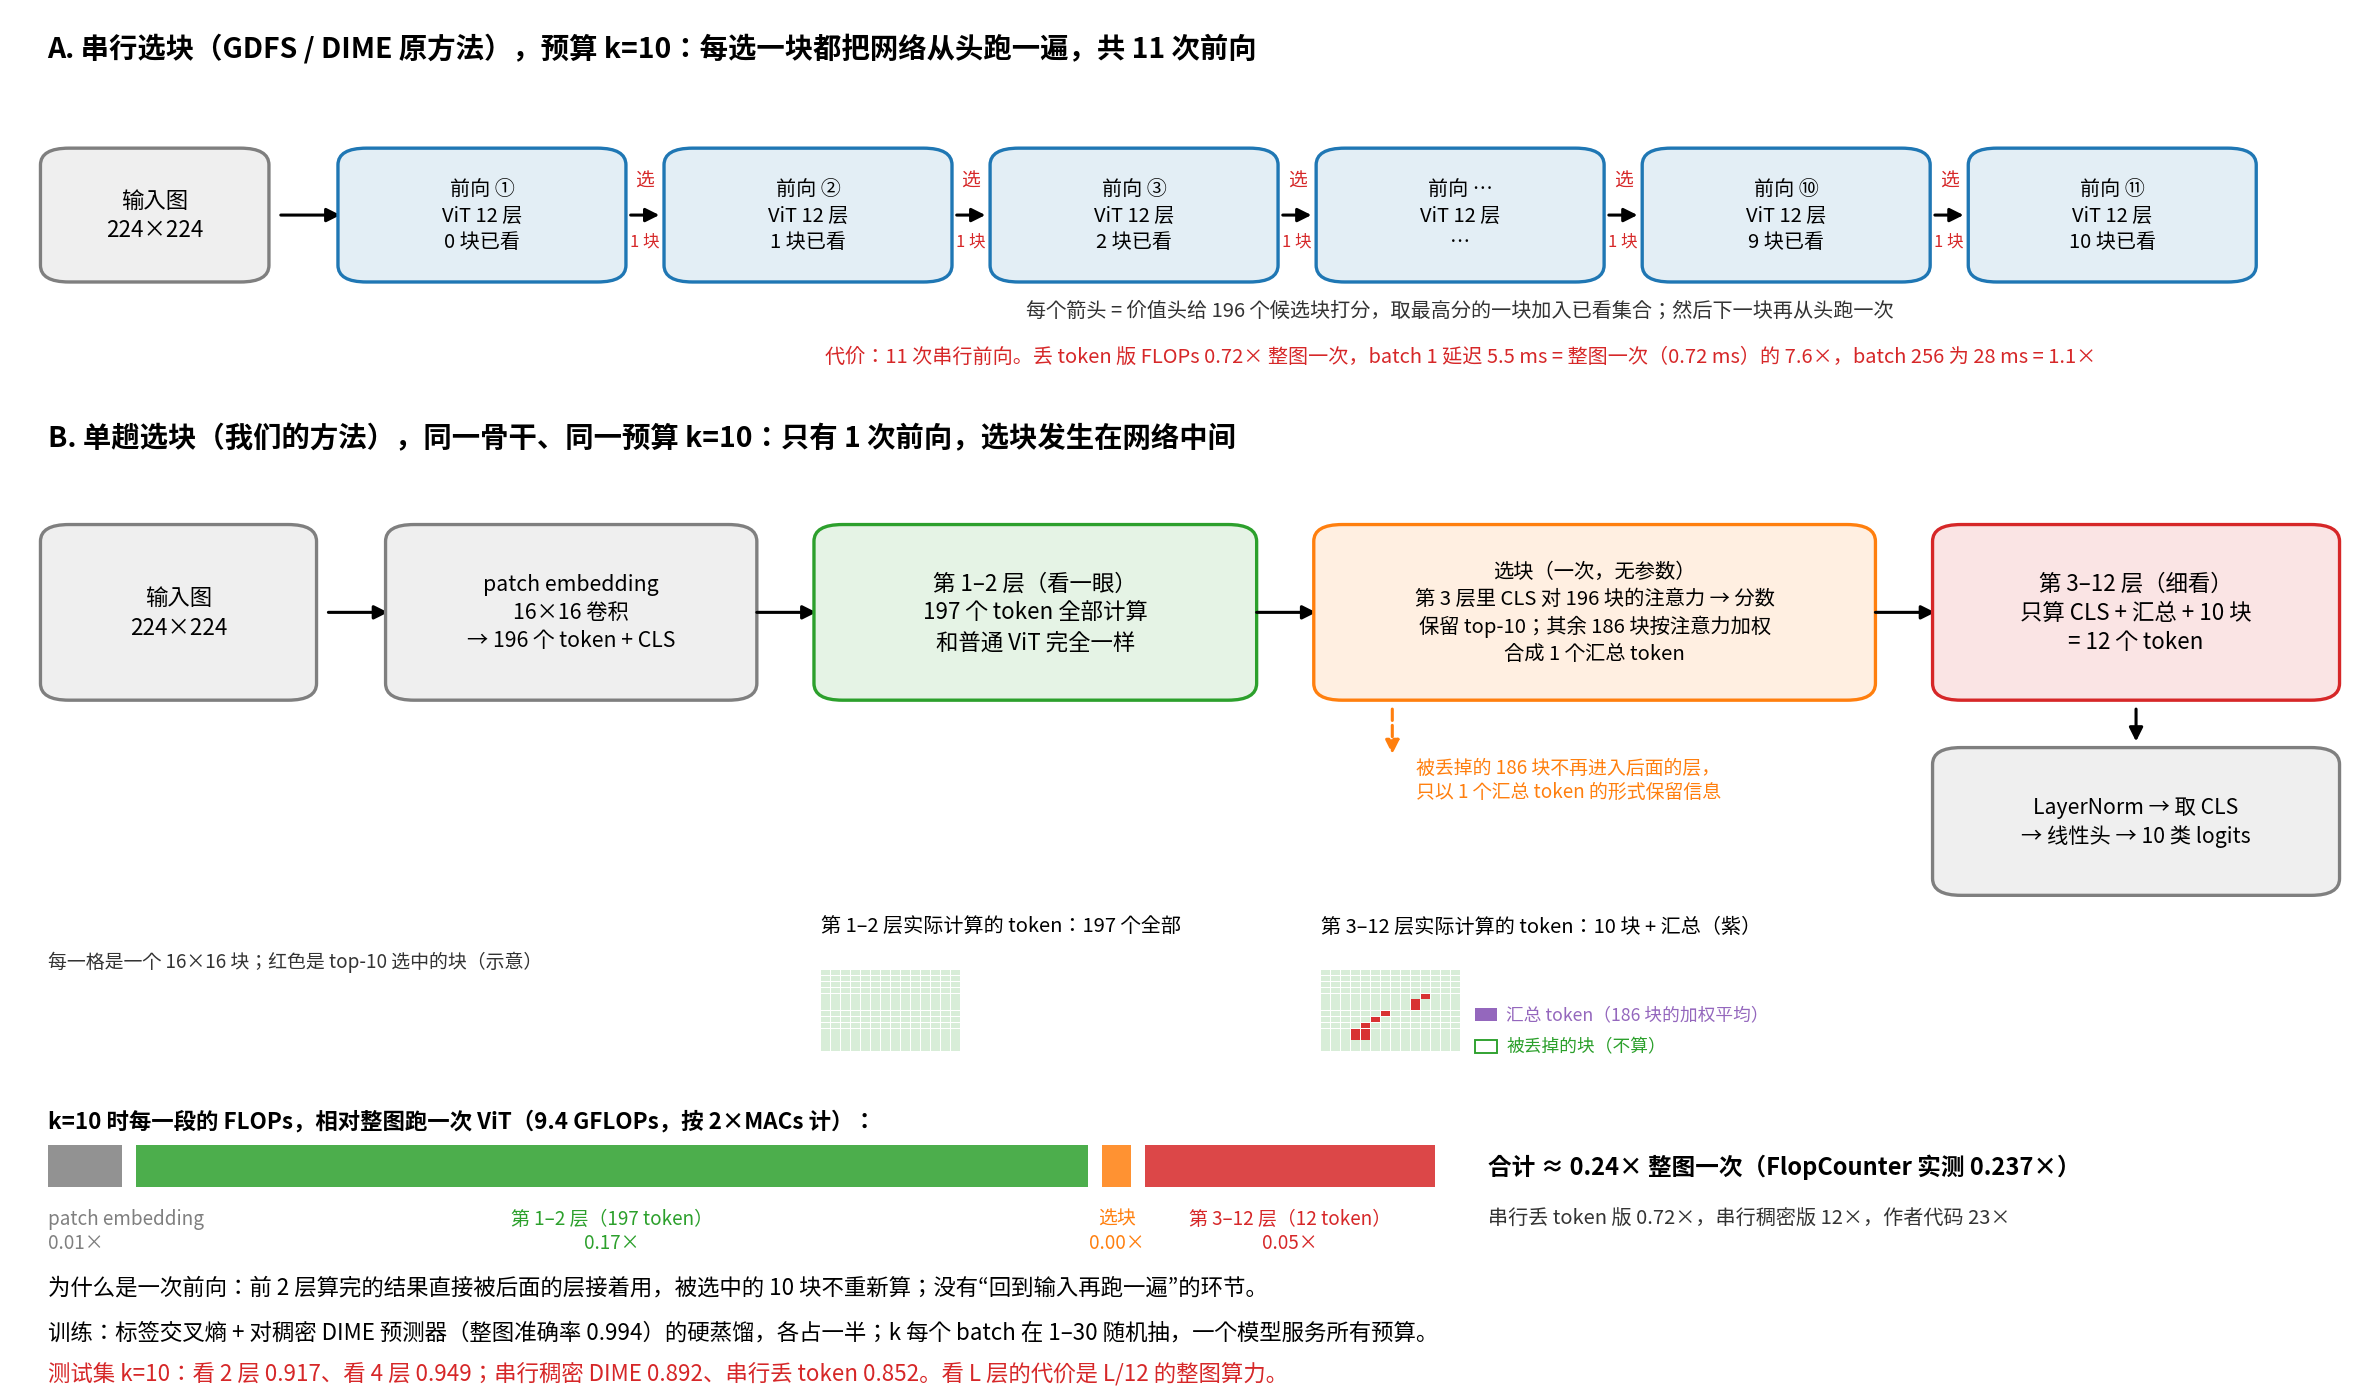 A. 串行选块（GDFS / DIME 原方法），预算 k=10：每选一块都把网络从头跑一遍，共 11 次前向
输入图
224×224
前向 ①
ViT 12 层
0 块已看
选
1 块
前向 ②
ViT 12 层
1 块已看
选
1 块
前向 ③
ViT 12 层
2 块已看
选
1 块
前向 ⋯
ViT 12 层
⋯
选
1 块
前向 ⑩
ViT 12 层
9 块已看
选
1 块
前向 ⑪
ViT 12 层
10 块已看
每个箭头 = 价值头给 196 个候选块打分，取最高分的一块加入已看集合；然后下一块再从头跑一次
代价：11 次串行前向。丢 token 版 FLOPs 0.72× 整图一次，batch 1 延迟 5.5 ms = 整图一次（0.72 ms）的 7.6×，batch 256 为 28 ms = 1.1×
B. 单趟选块（我们的方法），同一骨干、同一预算 k=10：只有 1 次前向，选块发生在网络中间
输入图
224×224
patch embedding
16×16 卷积
→ 196 个 token + CLS
第 1–2 层（看一眼）
197 个 token 全部计算
和普通 ViT 完全一样
选块（一次，无参数）
第 3 层里 CLS 对 196 块的注意力 → 分数
保留 top-10；其余 186 块按注意力加权
合成 1 个汇总 token
第 3–12 层（细看）
只算 CLS + 汇总 + 10 块
= 12 个 token
被丢掉的 186 块不再进入后面的层，
只以 1 个汇总 token 的形式保留信息
LayerNorm → 取 CLS
→ 线性头 → 10 类 logits
每一格是一个 16×16 块；红色是 top-10 选中的块（示意）
第 1–2 层实际计算的 token：197 个全部
第 3–12 层实际计算的 token：10 块 + 汇总（紫）
汇总 token（186 块的加权平均）
被丢掉的块（不算）
k=10 时每一段的 FLOPs，相对整图跑一次 ViT（9.4 GFLOPs，按 2×MACs 计）：
patch embedding
0.01×
第 1–2 层（197 token）
0.17×
选块
0.00×
第 3–12 层（12 token）
0.05×
合计 ≈ 0.24× 整图一次（FlopCounter 实测 0.237×）
串行丢 token 版 0.72×，串行稠密版 12×，作者代码 23×
为什么是一次前向：前 2 层算完的结果直接被后面的层接着用，被选中的 10 块不重新算；没有“回到输入再跑一遍”的环节。
训练：标签交叉熵 + 对稠密 DIME 预测器（整图准确率 0.994）的硬蒸馏，各占一半；k 每个 batch 在 1–30 随机抽，一个模型服务所有预算。
测试集 k=10：看 2 层 0.917、看 4 层 0.949；串行稠密 DIME 0.892、串行丢 token 0.852。看 L 层的代价是 L/12 的整图算力。